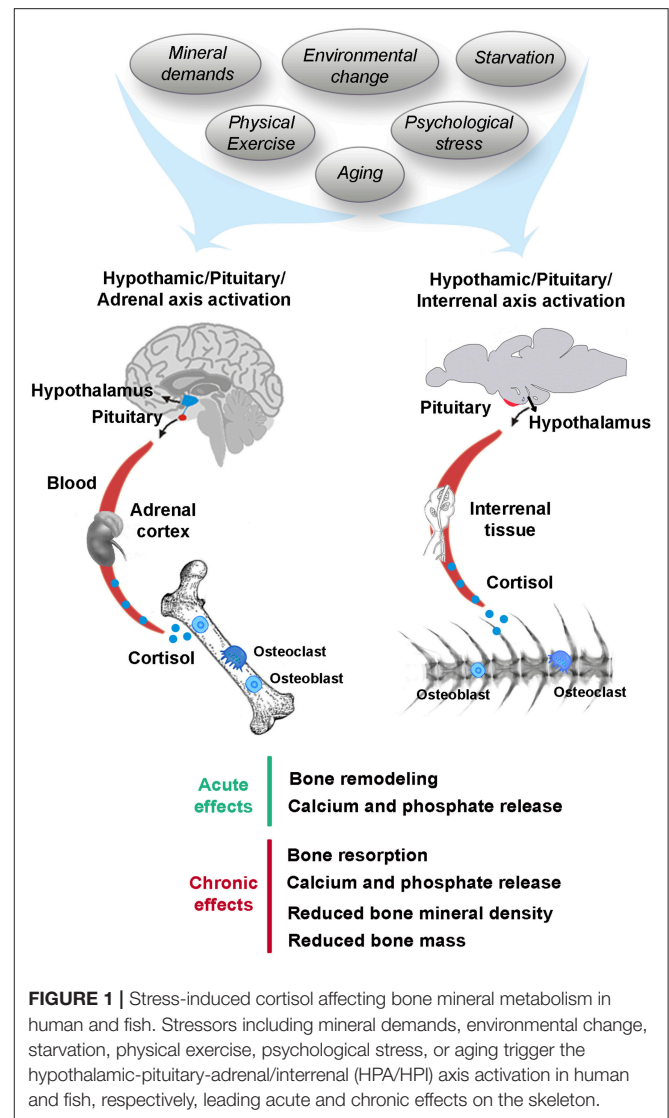 Mineral
demands
Environmental
change
Starvation
Physical
Exercise
Psychological
stress
Aging
Hypothamic/Pituitary/
Adrenal axis activation
Hypothamic/Pituitary/
Interrenal axis activation
Hypothalamus
Pituitary
Blood
Adrenal
cortex
Cortisol
Osteoclast
Osteoblast
Pituitary
Hypothalamus
Interrenal
tissue
Cortisol
Osteoblast
Osteoclast
Acute
effects
Bone remodeling
Calcium and phosphate release
Chronic
effects
Bone resorption
Calcium and phosphate release
Reduced bone mineral density
Reduced bone mass
FIGURE 1 | Stress-induced cortisol affecting bone mineral metabolism in
human and fish. Stressors including mineral demands, environmental change,
starvation, physical exercise, psychological stress, or aging trigger the
hypothalamic-pituitary-adrenal/interrenal (HPA/HPI) axis activation in human
and fish, respectively, leading acute and chronic effects on the skeleton.